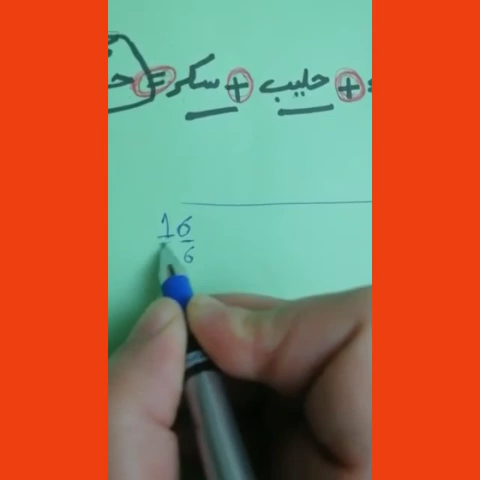 + حليب + سكر =
16
6